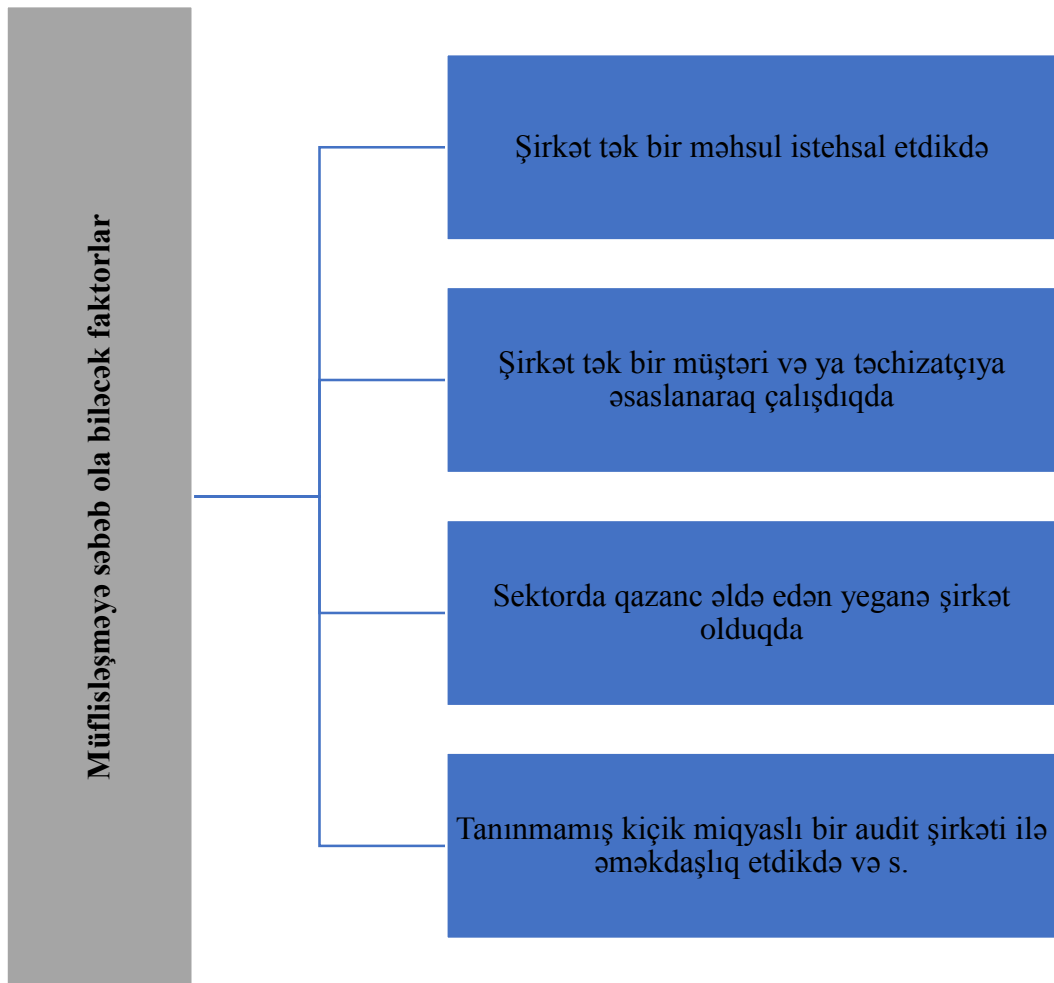 Müflisləşməyə səbəb ola biləcək faktorlar
Şirkət tək bir məhsul istehsal etdikdə
Şirkət tək bir müştəri və ya təchizatçıya
əsaslanaraq çalışdıqda
Sektorda qazanc əldə edən yeganə şirkət
olduqda
Tanınmamış kiçik miqyaslı bir audit şirkəti ilə
əməkdaşlıq etdikdə və s.